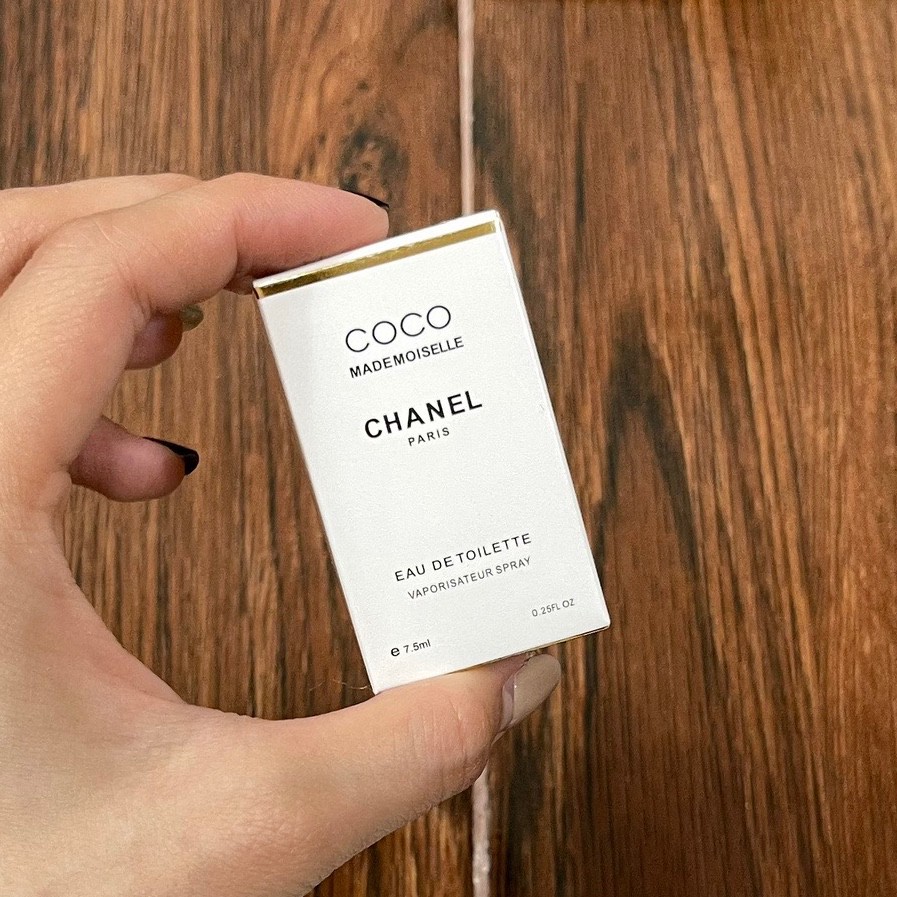 COCO
MADEMOISELLE
CHANEL
PARIS
EAU DE TOILETTE
VAPORISATEUR SPRAY
0.25FL OZ
e 7.5ml